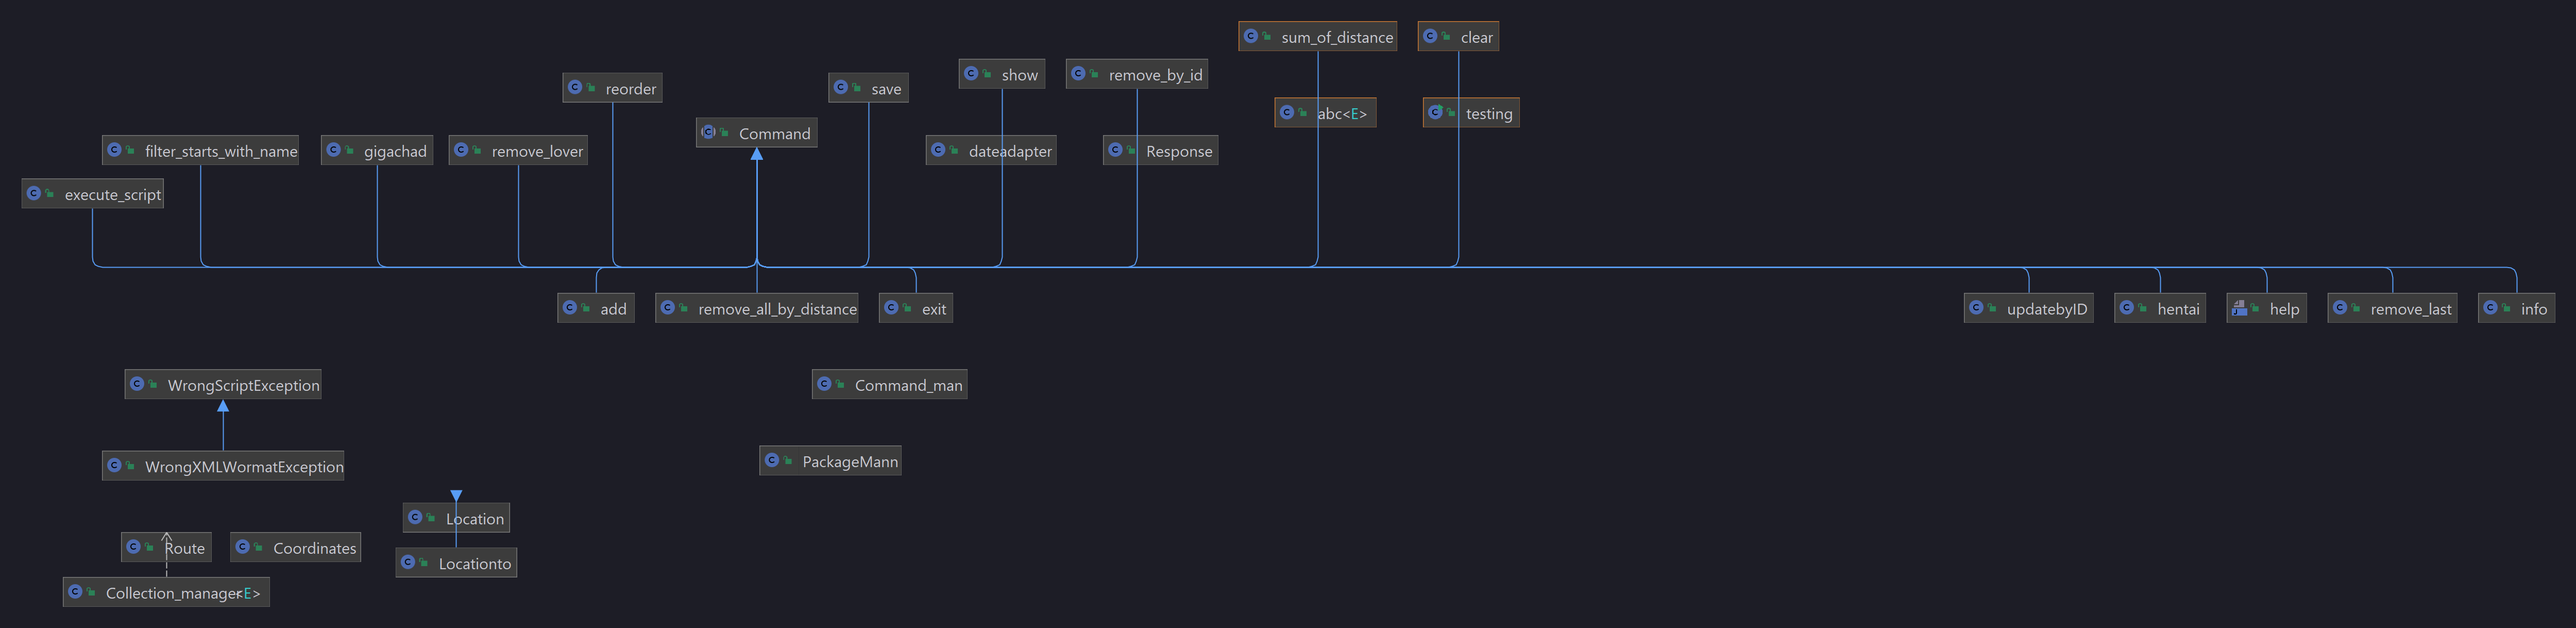 sum_of_distance
clear
show
remove_by_id
reorder
save
abc<E>
testing
Command
filter_starts_with_name
gigachad
remove_lover
dateadapter
Response
execute_script
add
remove_all_by_distance
exit
updatebyID
hentai
help
remove_last
info
WrongScriptException
Command_man
WrongXMLWormatException
PackageMann
Location
Route
Coordinates
Locationto
Collection_manager<E>